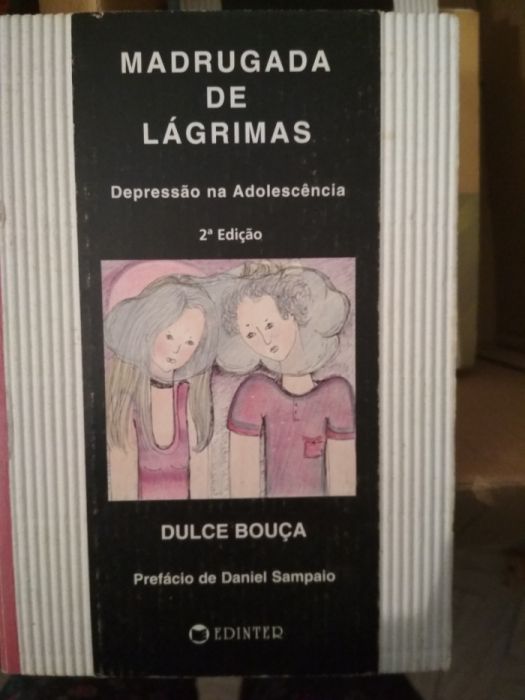 MADRUGADA
DE
LÁGRIMAS
Depressão na Adolescência
2ª Edição
DULCE BOUÇA
Prefácio de Daniel Sampaio
EDINTER